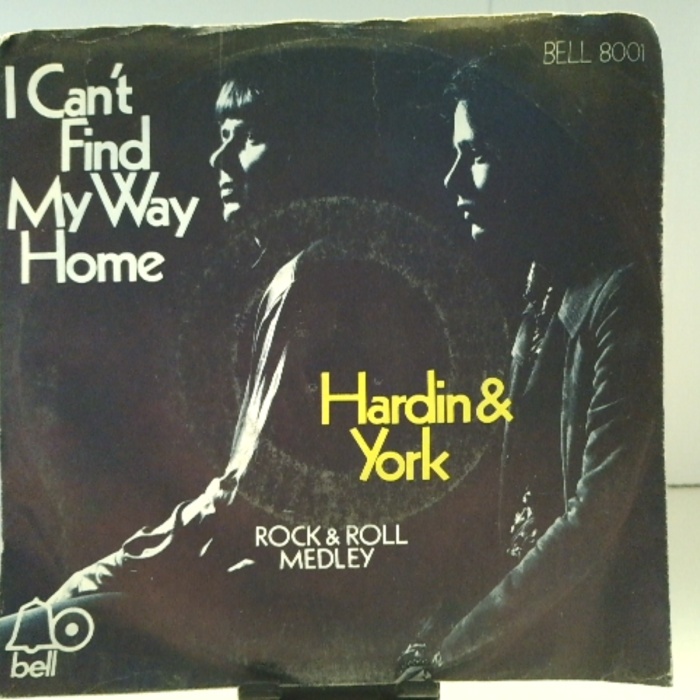 BELL 8001
I Can't
Find
My Way
Home
Hardin &
York
ROCK & ROLL
MEDLEY
bell